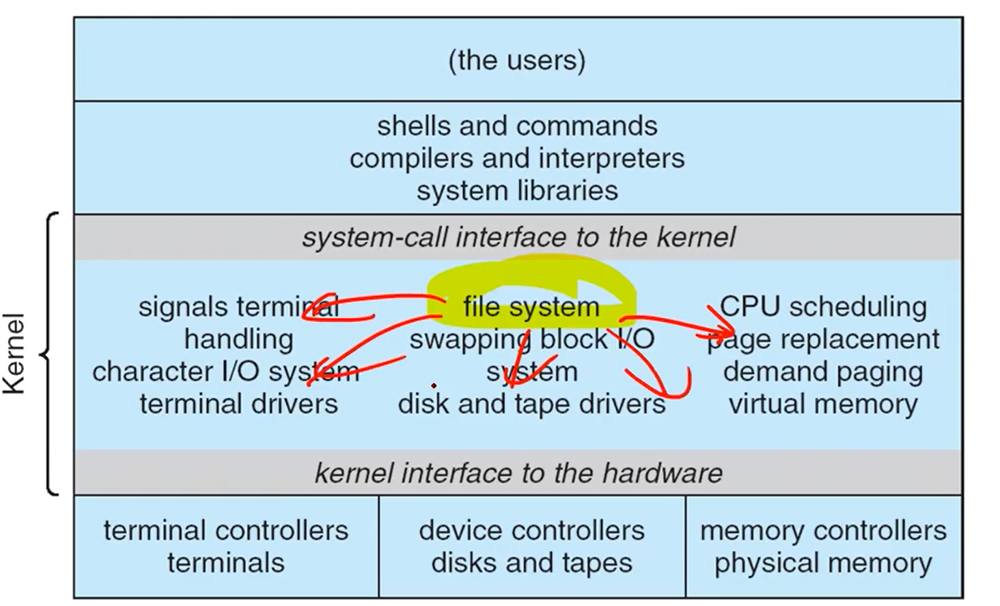 (the users)
shells and commands
compilers and interpreters
system libraries
system-call interface to the kernel
Kernel
signals terminal
handling
character I/O system
terminal drivers
file system
swapping block I/O
system
disk and tape drivers
CPU scheduling
page replacement
demand paging
virtual memory
kernel interface to the hardware
terminal controllers
terminals
device controllers
disks and tapes
memory controllers
physical memory